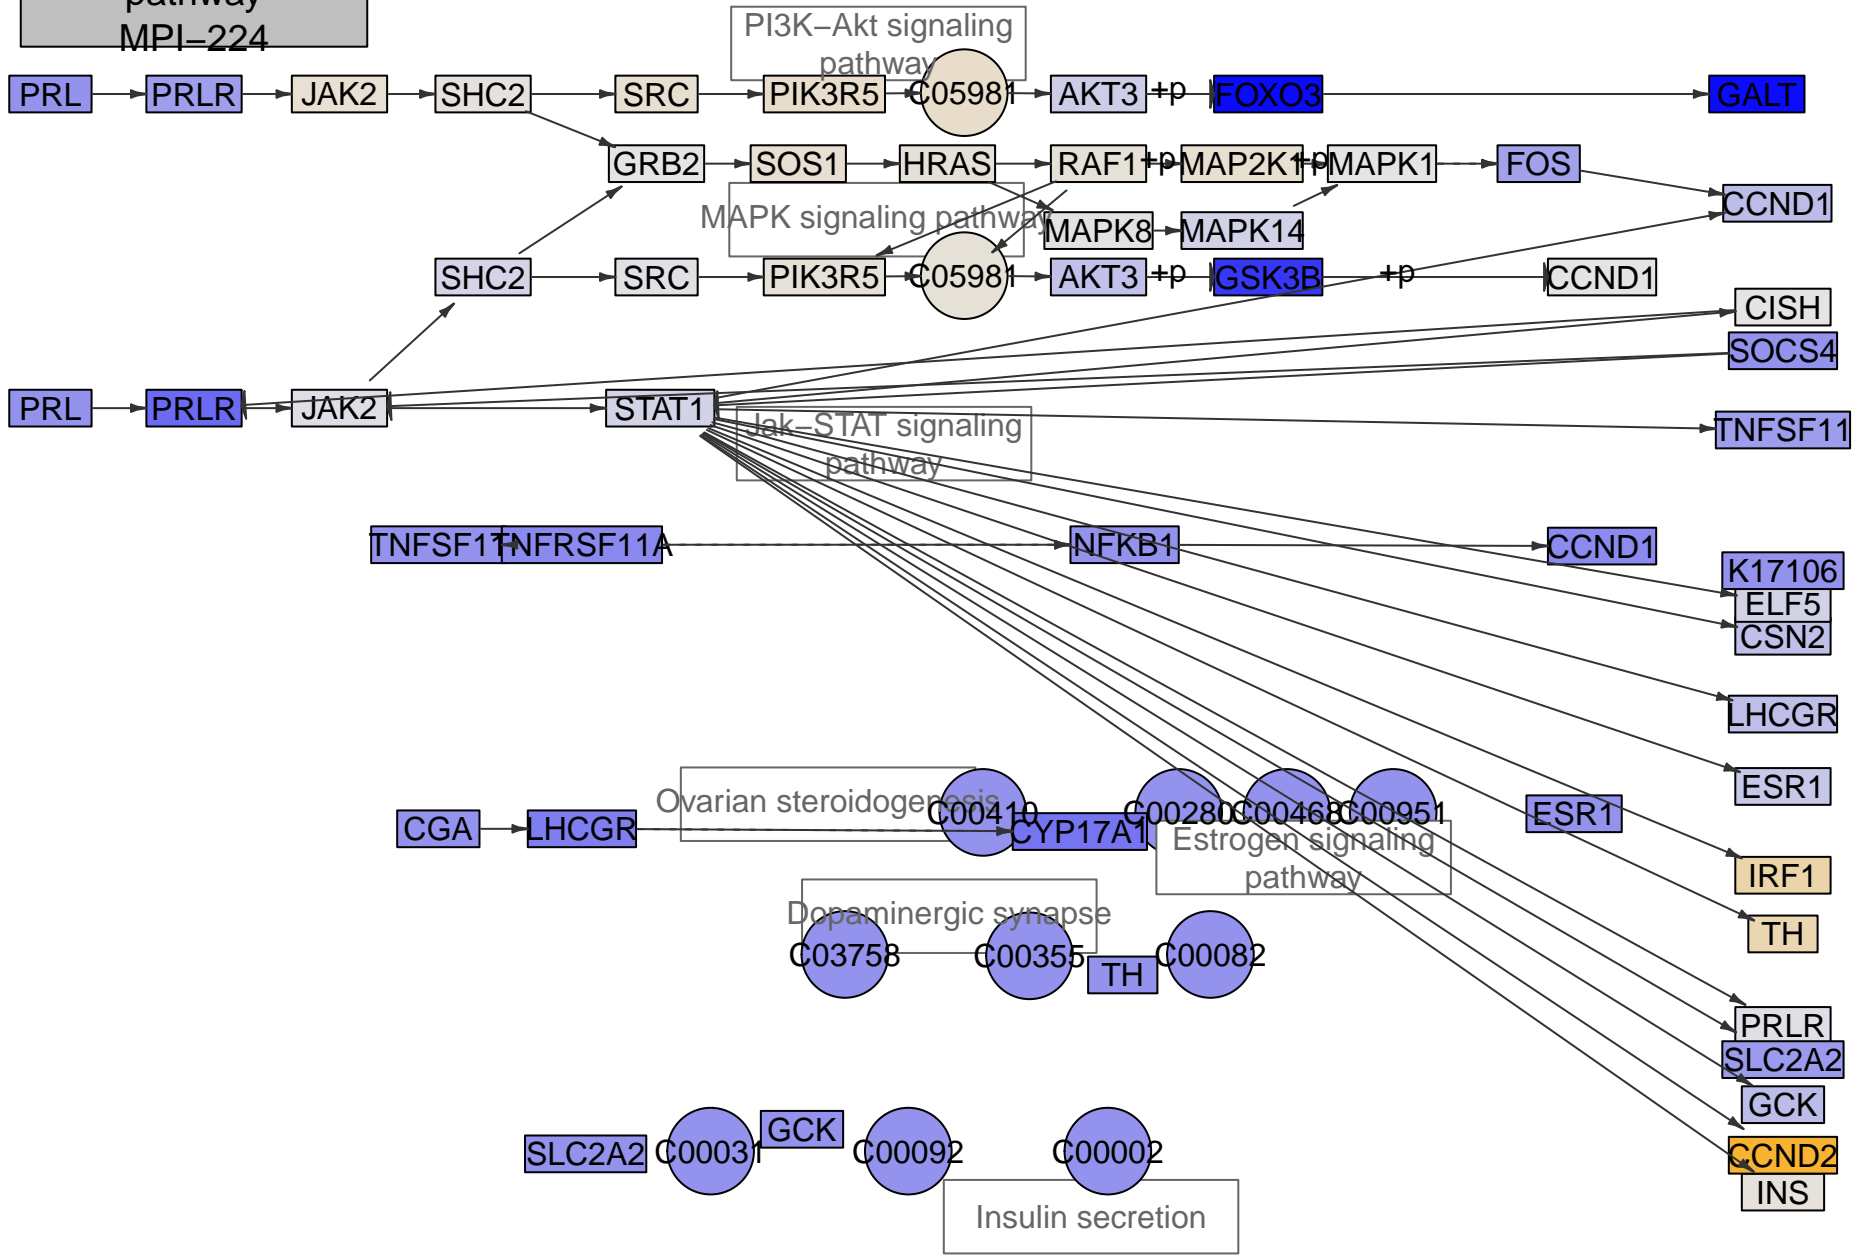 pathway
MPI−224
PI3K−Akt signaling
pathway
PRL
PRLR
JAK2
SHC2
SRC
PIK3R5
C05981
AKT3
+p
FOXO3
GALT
GRB2
SOS1
HRAS
RAF1
+p
MAP2K1
+p
MAPK1
FOS
CCND1
MAPK signaling pathway
MAPK8
MAPK14
SHC2
SRC
PIK3R5
C05981
AKT3
+p
GSK3B
+p
CCND1
CISH
SOCS4
PRL
PRLR
JAK2
STAT1
Jak−STAT signaling
pathway
TNFSF11
TNFSF11
TNFRSF11A
NFKB1
CCND1
K17106
ELF5
CSN2
LHCGR
ESR1
Ovarian steroidogenesis
C00410
C00280
C00468
C00951
ESR1
CGA
LHCGR
CYP17A1
Estrogen signaling
pathway
IRF1
Dopaminergic synapse
TH
C03758
C00355
TH
C00082
PRLR
SLC2A2
GCK
GCK
SLC2A2
C00031
C00092
C00002
CCND2
INS
Insulin secretion